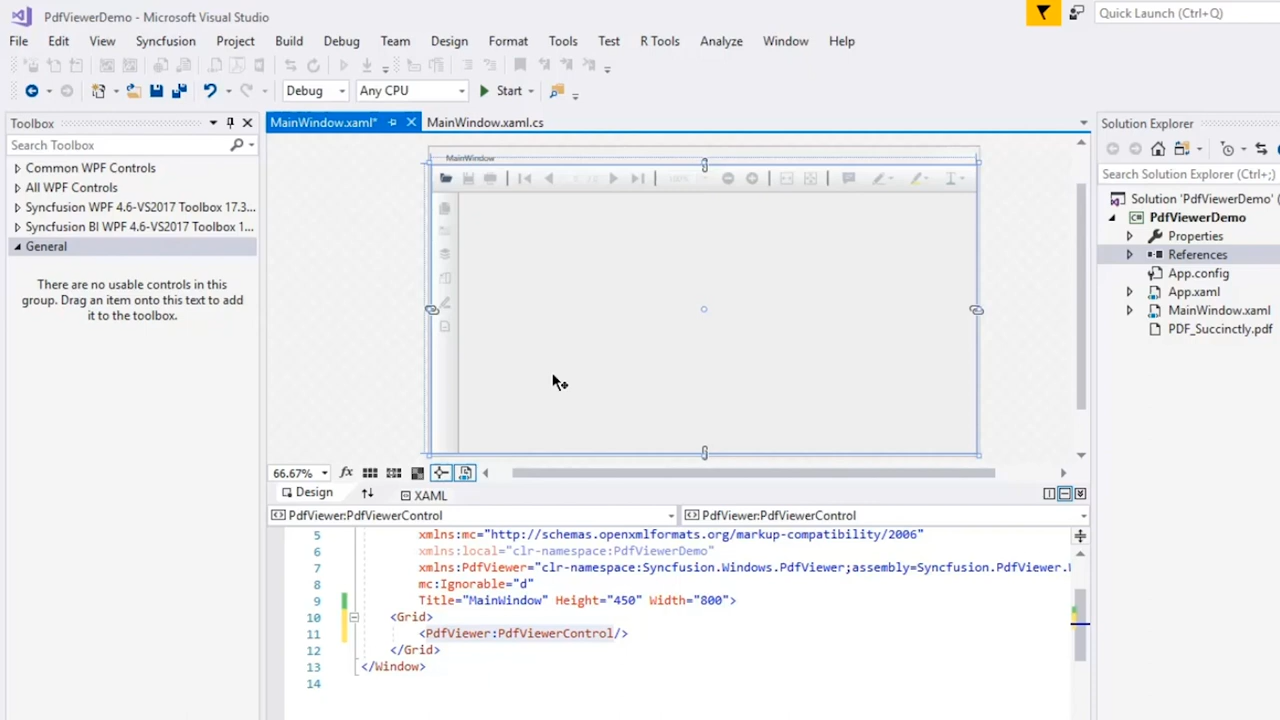 PdfViewerDemo - Microsoft Visual Studio
Quick Launch (Ctrl+Q)
File Edit View Syncfusion Project Build Debug Team Design Format Tools Test R Tools Analyze Window Help
Debug Any CPU Start
Toolbox
MainWindow.xaml* MainWindow.xaml.cs
Solution Explorer
Search Toolbox
Search Solution Explorer (Ctrl+;)
Common WPF Controls
All WPF Controls
Syncfusion WPF 4.6-VS2017 Toolbox 17.3...
Syncfusion BI WPF 4.6-VS2017 Toolbox 1...
General
There are no usable controls in this
group. Drag an item onto this text to add
it to the toolbox.
MainWindow
100%
Solution 'PdfViewerDemo' (
PdfViewerDemo
Properties
References
App.config
App.xaml
MainWindow.xaml
PDF_Succinctly.pdf
66.67% fx
Design XAML
PdfViewer:PdfViewerControl PdfViewer:PdfViewerControl
5 xmlns:mc="http://schemas.openxmlformats.org/markup-compatibility/2006"
6 xmlns:local="clr-namespace:PdfViewerDemo"
7 xmlns:PdfViewer="clr-namespace:Syncfusion.Windows.PdfViewer;assembly=Syncfusion.PdfViewer.
8 mc:Ignorable="d"
9 Title="MainWindow" Height="450" Width="800">
10 <Grid>
11 <PdfViewer:PdfViewerControl/>
12 </Grid>
13 </Window>
14